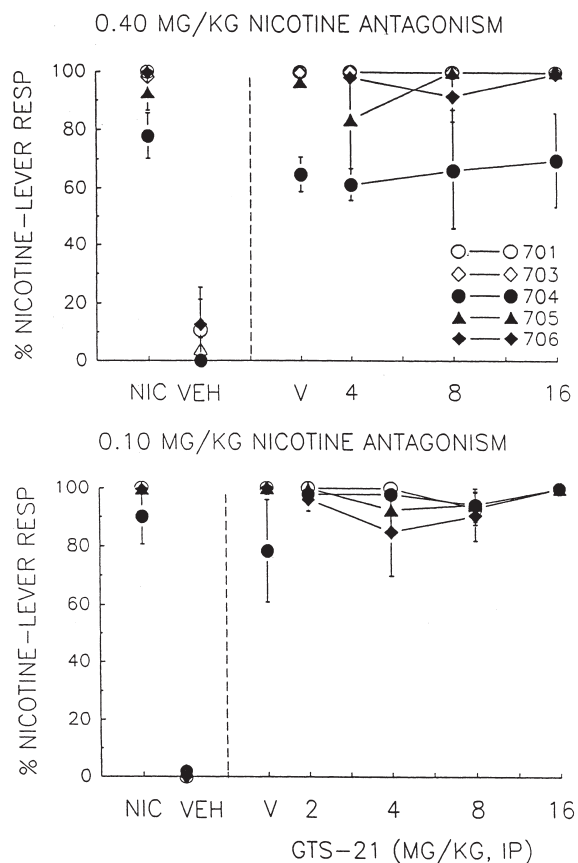 0.40 MG/KG NICOTINE ANTAGONISM
% NICOTINE-LEVER RESP
100
80
60
40
20
0
701
703
704
705
706
NIC VEH V 4 8 16
0.10 MG/KG NICOTINE ANTAGONISM
% NICOTINE-LEVER RESP
100
80
60
40
20
0
NIC VEH V 2 4 8 16
GTS-21 (MG/KG, IP)